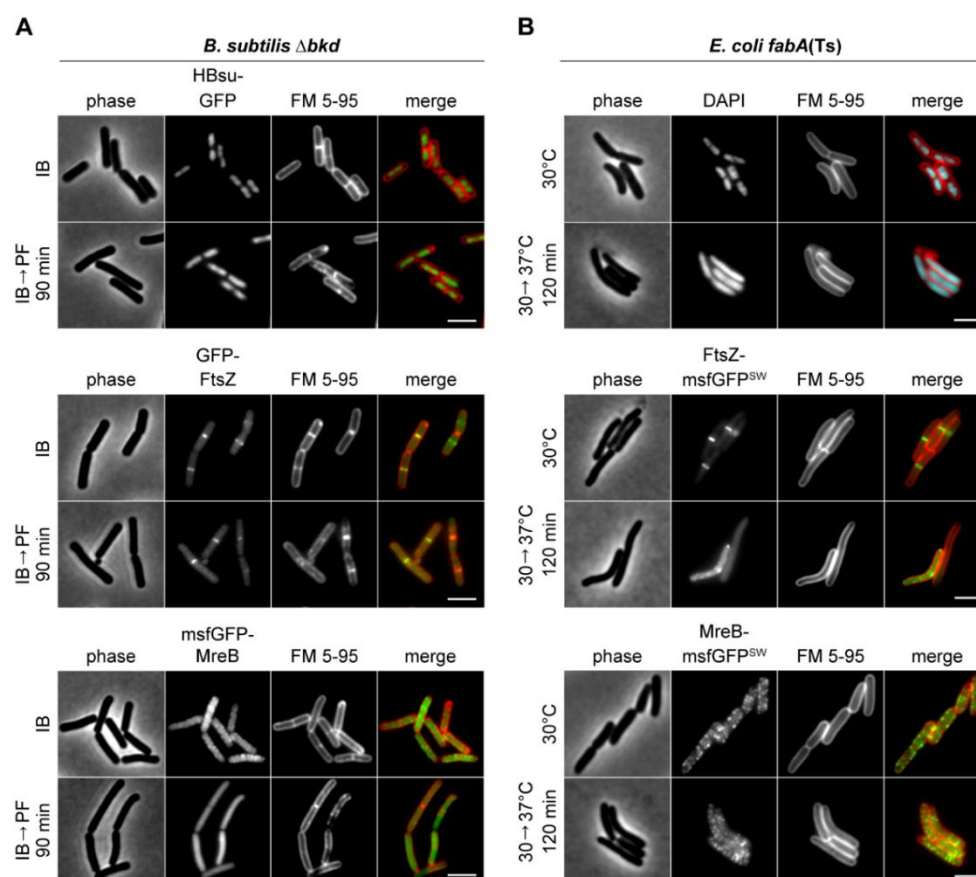 A
B. subtilis Δbkd
phase
HBsu-
GFP
FM 5-95
merge
IB
IB→PF
90 min
phase
GFP-
FtsZ
FM 5-95
merge
IB
IB→PF
90 min
phase
msfGFP-
MreB
FM 5-95
merge
IB
IB→PF
90 min
B
E. coli fabA(Ts)
phase
DAPI
FM 5-95
merge
30°C
30→37°C
120 min
phase
FtsZ-
msfGFPSW
FM 5-95
merge
30°C
30→37°C
120 min
phase
MreB-
msfGFPSW
FM 5-95
merge
30°C
30→37°C
120 min